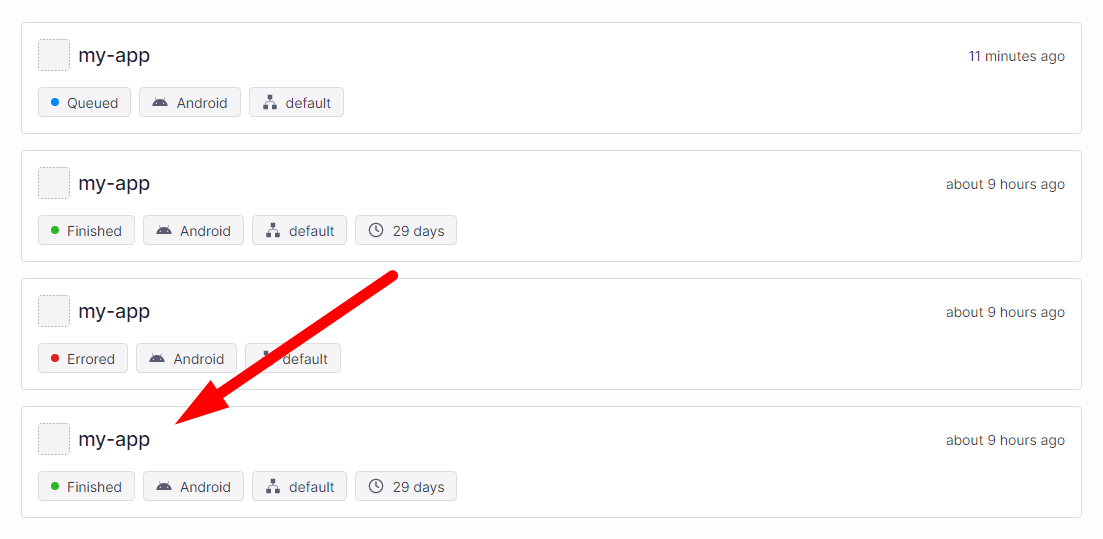 my-app
11 minutes ago
Queued Android default
my-app
about 9 hours ago
Finished Android default 29 days
my-app
about 9 hours ago
Errored Android default
my-app
about 9 hours ago
Finished Android default 29 days